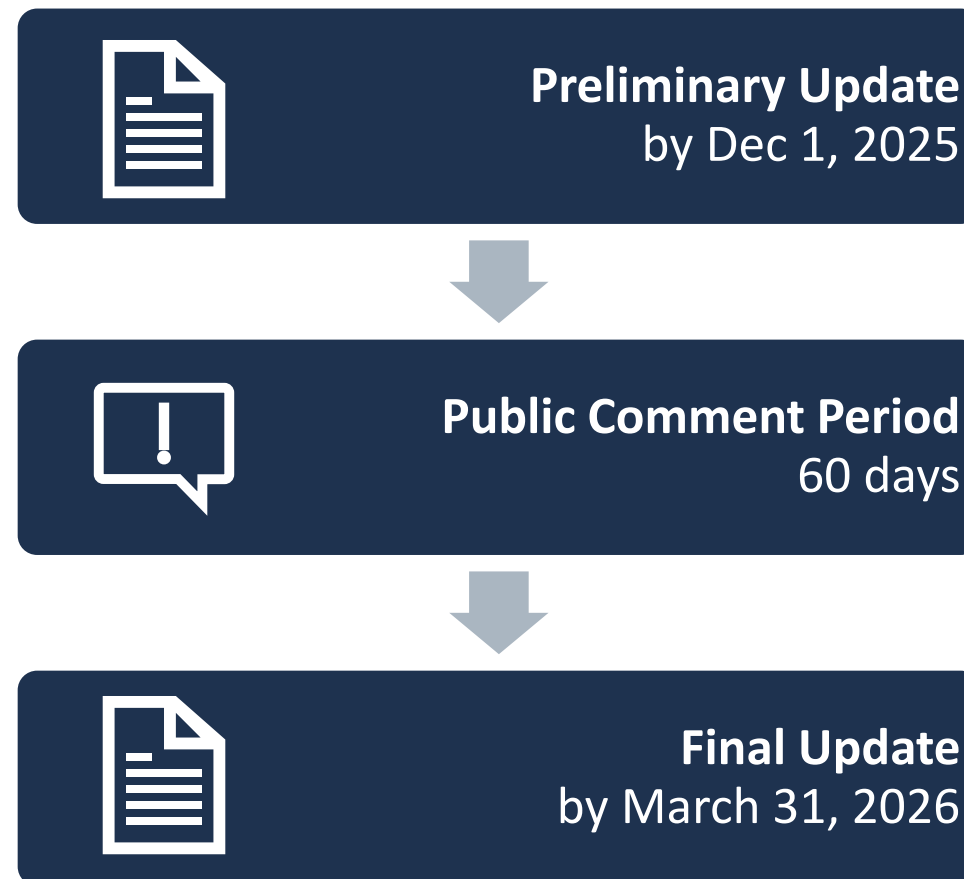 Preliminary Update
by Dec 1, 2025
Public Comment Period
60 days
Final Update
by March 31, 2026